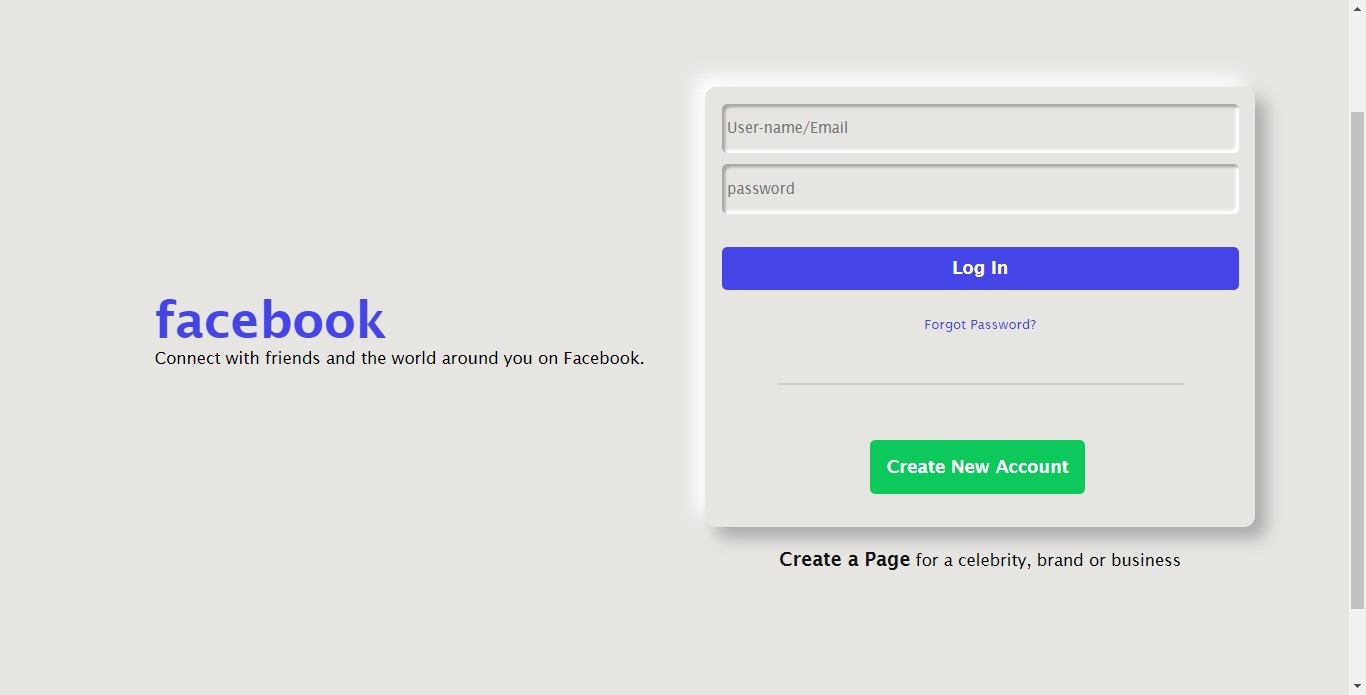 facebook
Connect with friends and the world around you on Facebook.
User-name/Email
password
Log In
Forgot Password?
Create New Account
Create a Page for a celebrity, brand or business